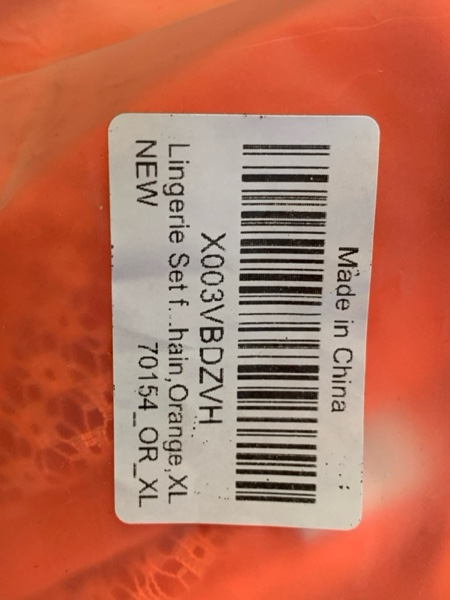 Made in China
X003VBDZVH
Lingerie Set f...hain,Orange,XL
NEW 70154_OR_XL